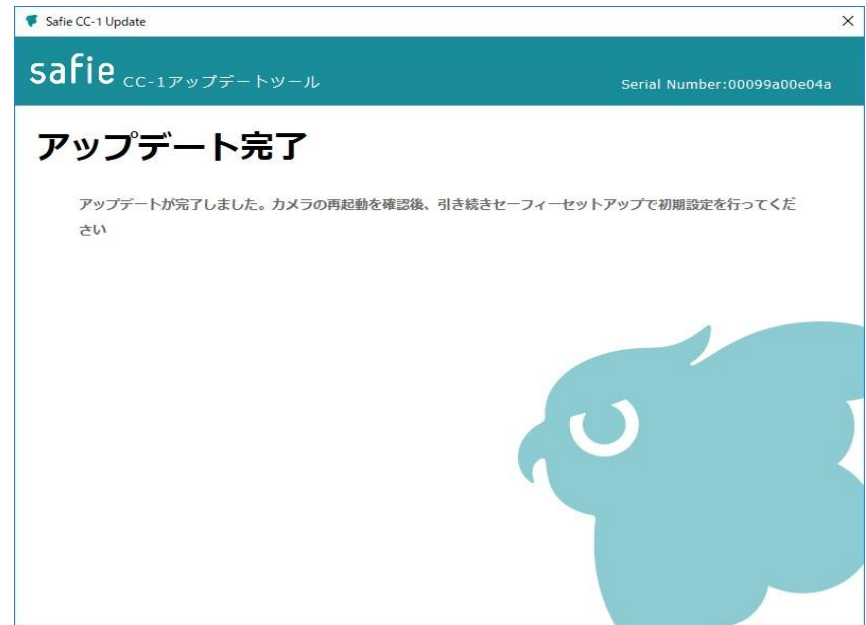 Safie CC-1 Update
safie CC-1アップデートツール
Serial Number:00099a00e04a
アップデート完了
アップデートが完了しました。カメラの再起動を確認後、引き続きセーフィーセットアップで初期設定を行ってくだ
さい